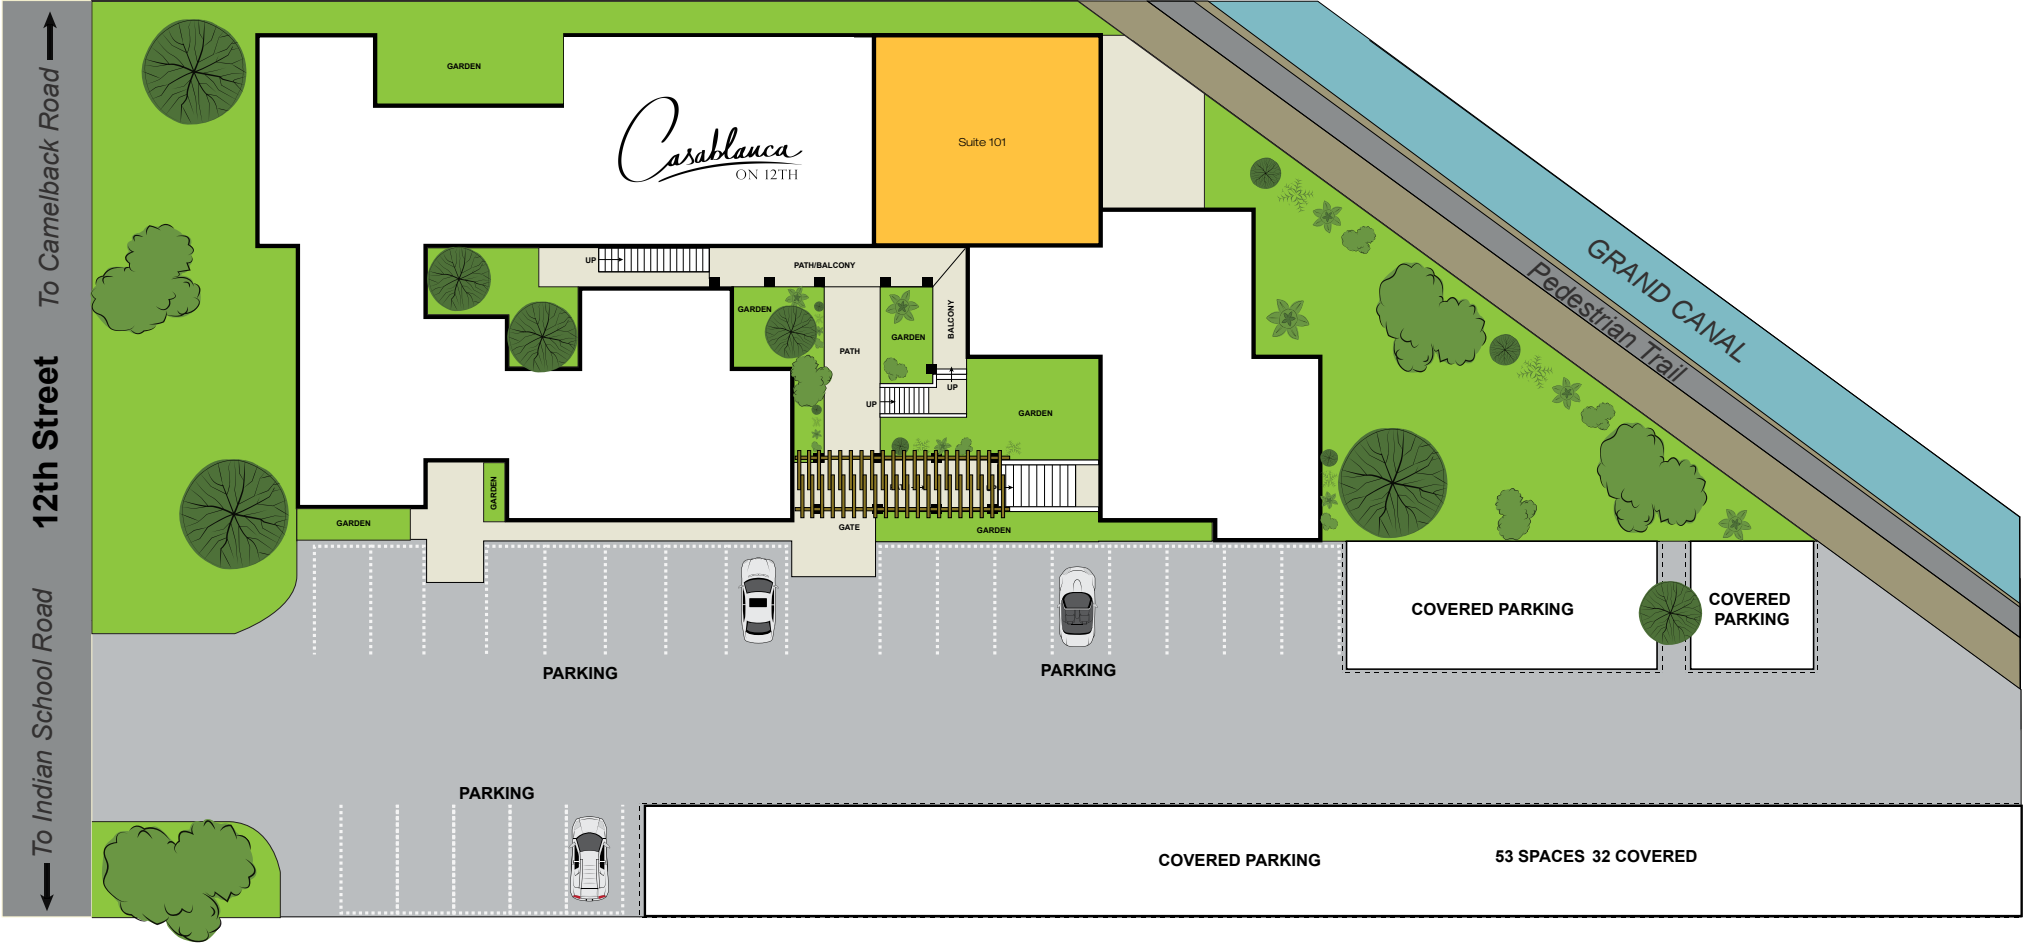 To Camelback Road
12th Street
To Indian School Road
GARDEN
Casablanca
ON 12TH
Suite 101
GRAND CANAL
Pedestrian Trail
UP
PATH/BALCONY
GARDEN
PATH
GARDEN
BALCONY
UP
UP
GARDEN
GARDEN
GARDEN
GATE
GARDEN
PARKING
PARKING
COVERED PARKING
COVERED
PARKING
PARKING
COVERED PARKING
53 SPACES 32 COVERED